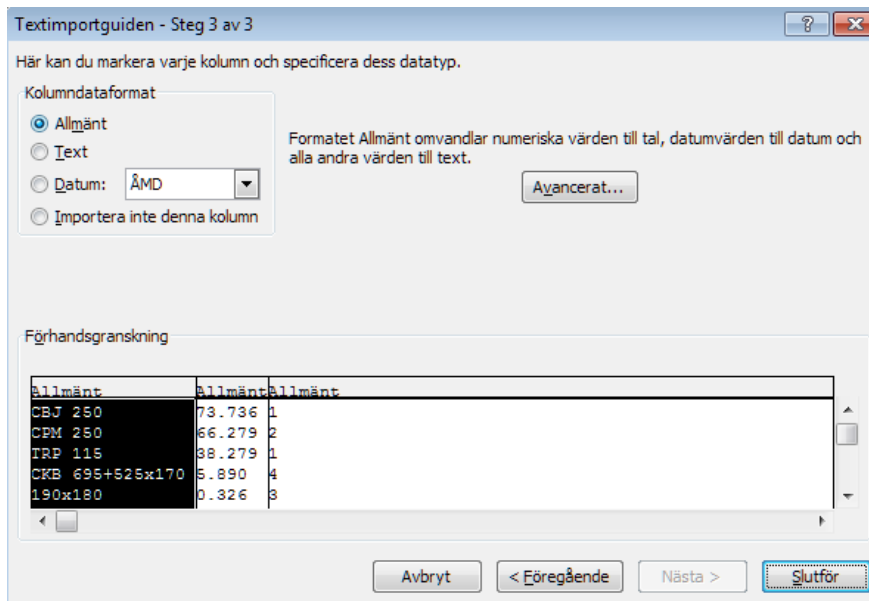 Textimportguiden - Steg 3 av 3
Här kan du markera varje kolumn och specificera dess datatyp.
Kolumndataformat
Allmänt
Text
Datum: ÅMD
Importera inte denna kolumn
Formatet Allmänt omvandlar numeriska värden till tal, datumvärden till datum och
alla andra värden till text.
Avancerat...
Förhandsgranskning
Allmänt Allmänt Allmänt
CBJ 250 73.736 1
CPM 250 66.279 2
TRP 115 38.279 1
CKB 695+525x170 5.890 4
190x180 0.326 3
Avbryt < Föregående Nästa > Slutför